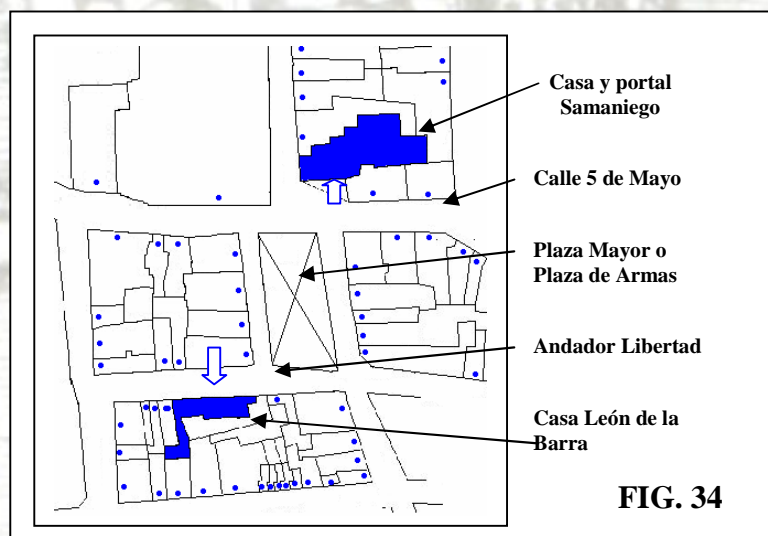 Casa y portal
Samaniego
Calle 5 de Mayo
Plaza Mayor o
Plaza de Armas
Andador Libertad
Casa León de la
Barra
FIG. 34